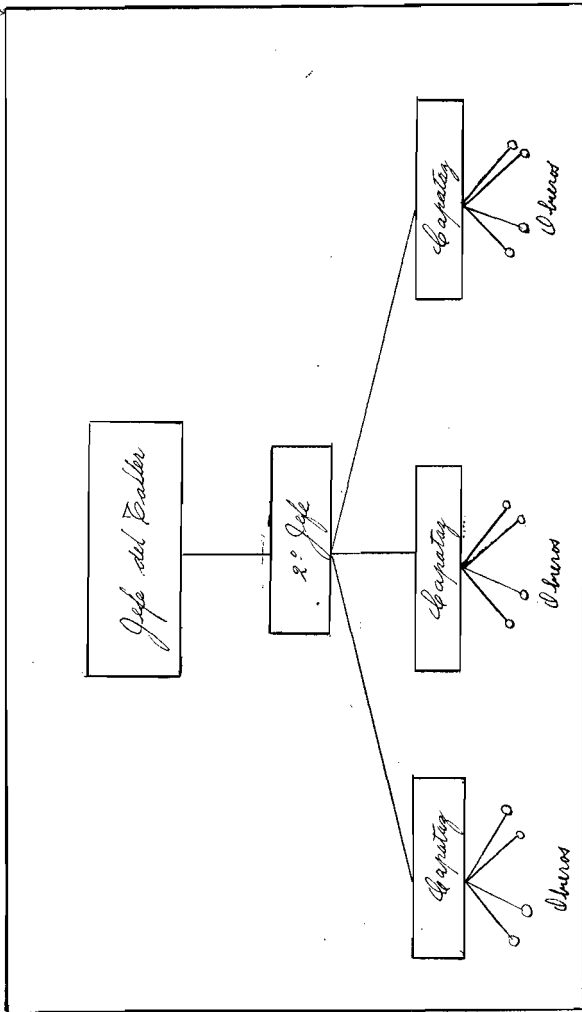 Jefe del Taller
2º Jefe
Capataz
Capataz
Capataz
Obreros
Obreros
Obreros